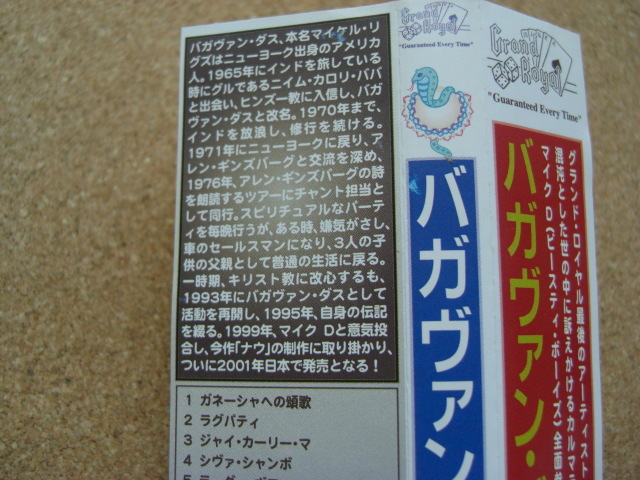 バガヴァン・ダス、本名マイケル・リ
グズはニューヨーク出身のアメリカ
人。1965年にインドを旅している
時にグルであるニイム・カロリ・ババ
と出会い、ヒンズー教に入信し、バガ
ヴァン・ダスと改名。1970年まで、
インドを放浪し、修行を続ける。
1971年にニューヨークに戻り、ア
レン・ギンズバーグと交流を深め、
1976年、アレン・ギンズバーグの詩
を朗読するツアーにチャント担当と
して同行。スピリチュアルなパーテ
ィを毎晩行うが、ある時、嫌気がさし、
車のセールスマンになり、3人の子
供の父親として普通の生活に戻る。
一時期、キリスト教に改心するも、
1993年にバガヴァン・ダスとして
活動を再開し、1995年、自身の伝記
を綴る。1999年、マイク Dと意気投
合し、今作「ナウ」の制作に取り掛かり、
ついに2001年日本で発売となる!
1 ガネーシャへの頌歌
2 ラグパティ
3 ジャイ・カーリー・マ
4 シヴァ・シャンボ
Grand Royal
"Guaranteed Every Time"
バガヴァン
Grand Royal
"Guaranteed Every Time"
グランド・ロイヤル最後のアーティスト
混沌とした世の中に訴えかけるカルマ
マイク D(ビースティ・ボーイズ)全面
バガヴァン・